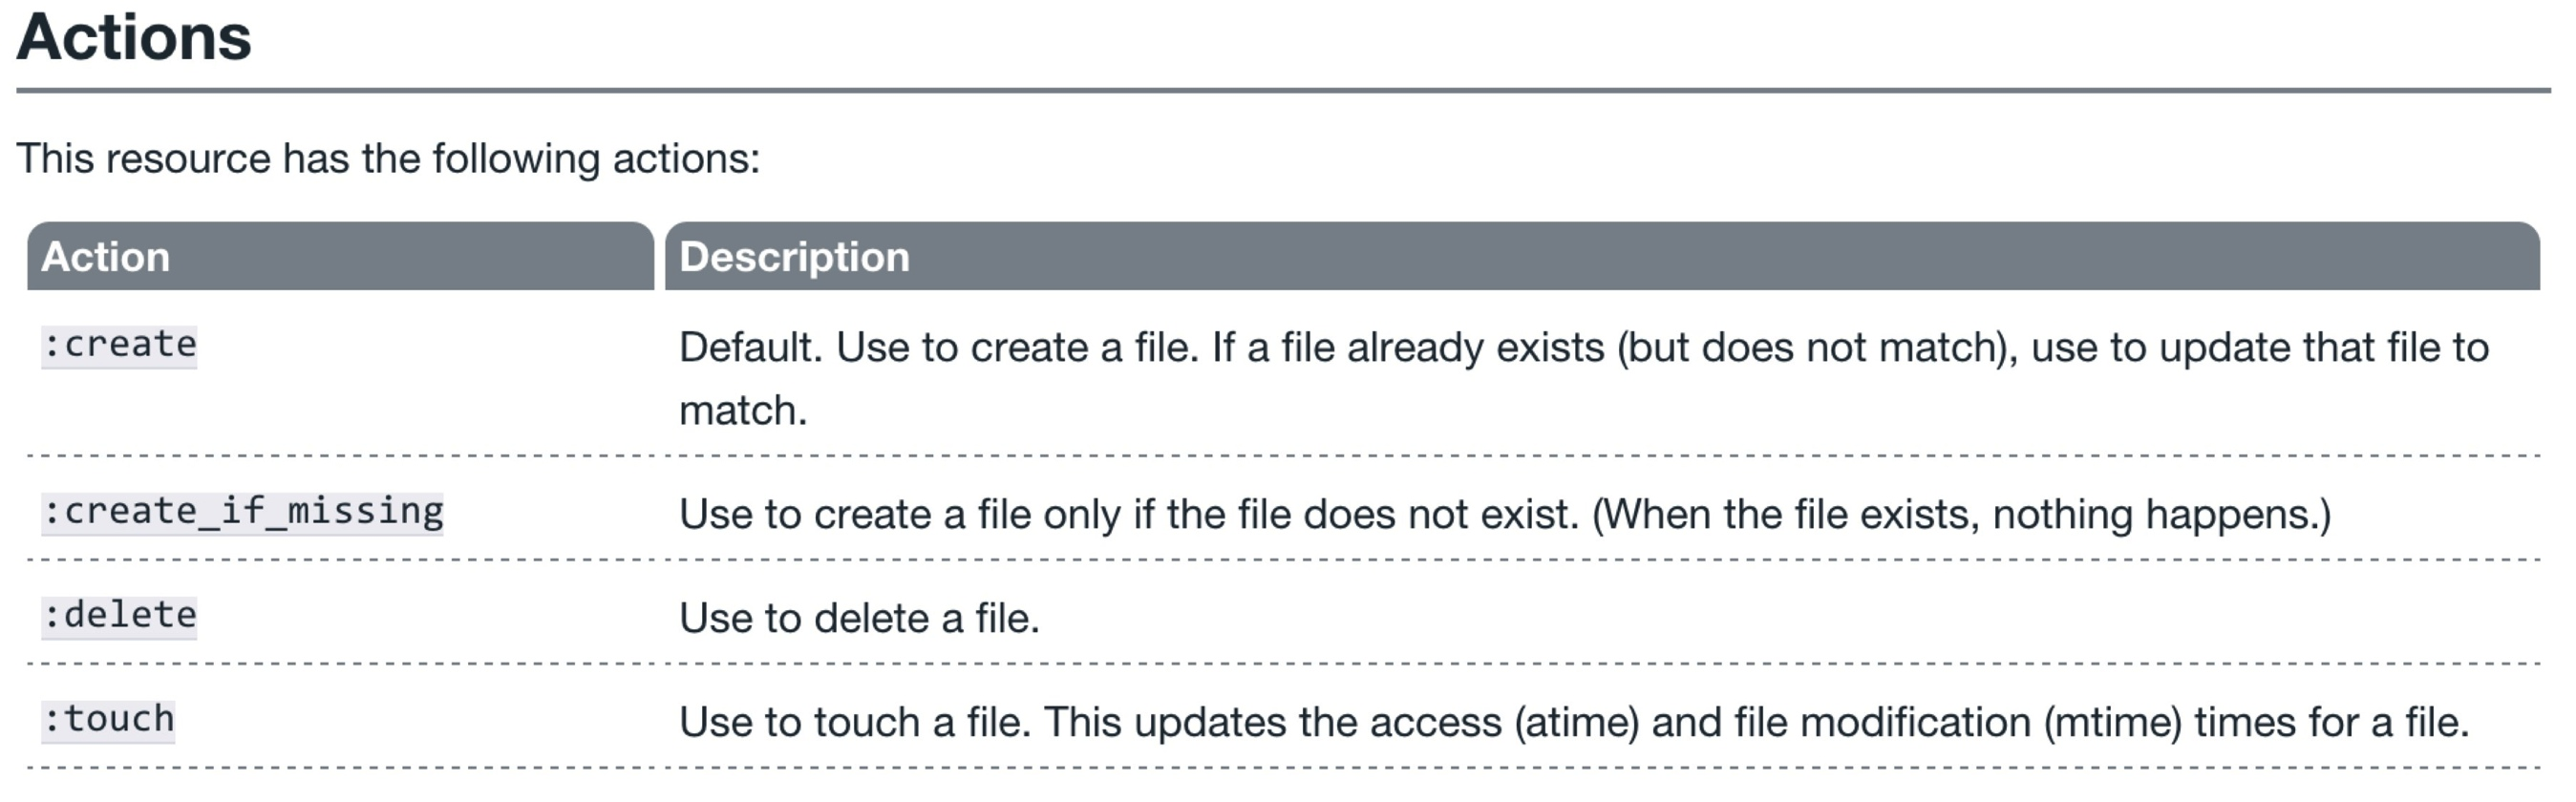 Actions
This resource has the following actions:
Action Description
:create Default. Use to create a file. If a file already exists (but does not match), use to update that file to
match.
:create_if_missing Use to create a file only if the file does not exist. (When the file exists, nothing happens.)
:delete Use to delete a file.
:touch Use to touch a file. This updates the access (atime) and file modification (mtime) times for a file.